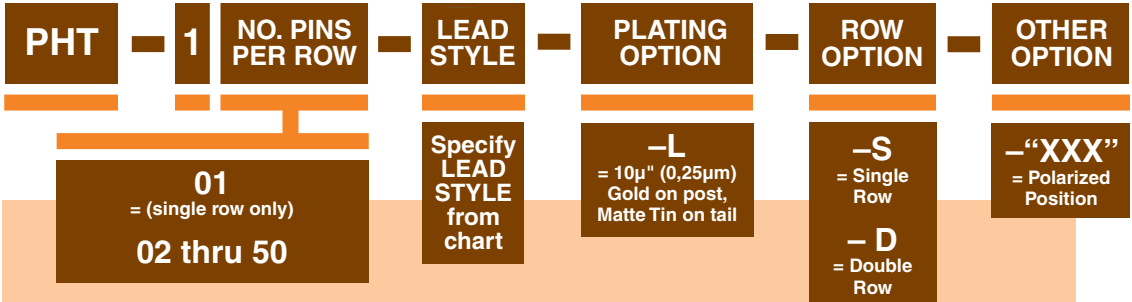 PHT
–
1
NO. PINS
PER ROW
–
LEAD
STYLE
–
PLATING
OPTION
–
ROW
OPTION
–
OTHER
OPTION
01
= (single row only)
02 thru 50
Specify
LEAD
STYLE
from
chart
–L
= 10µ" (0,25µm)
Gold on post,
Matte Tin on tail
–S
= Single
Row
– D
= Double
Row
–“XXX”
= Polarized
Position